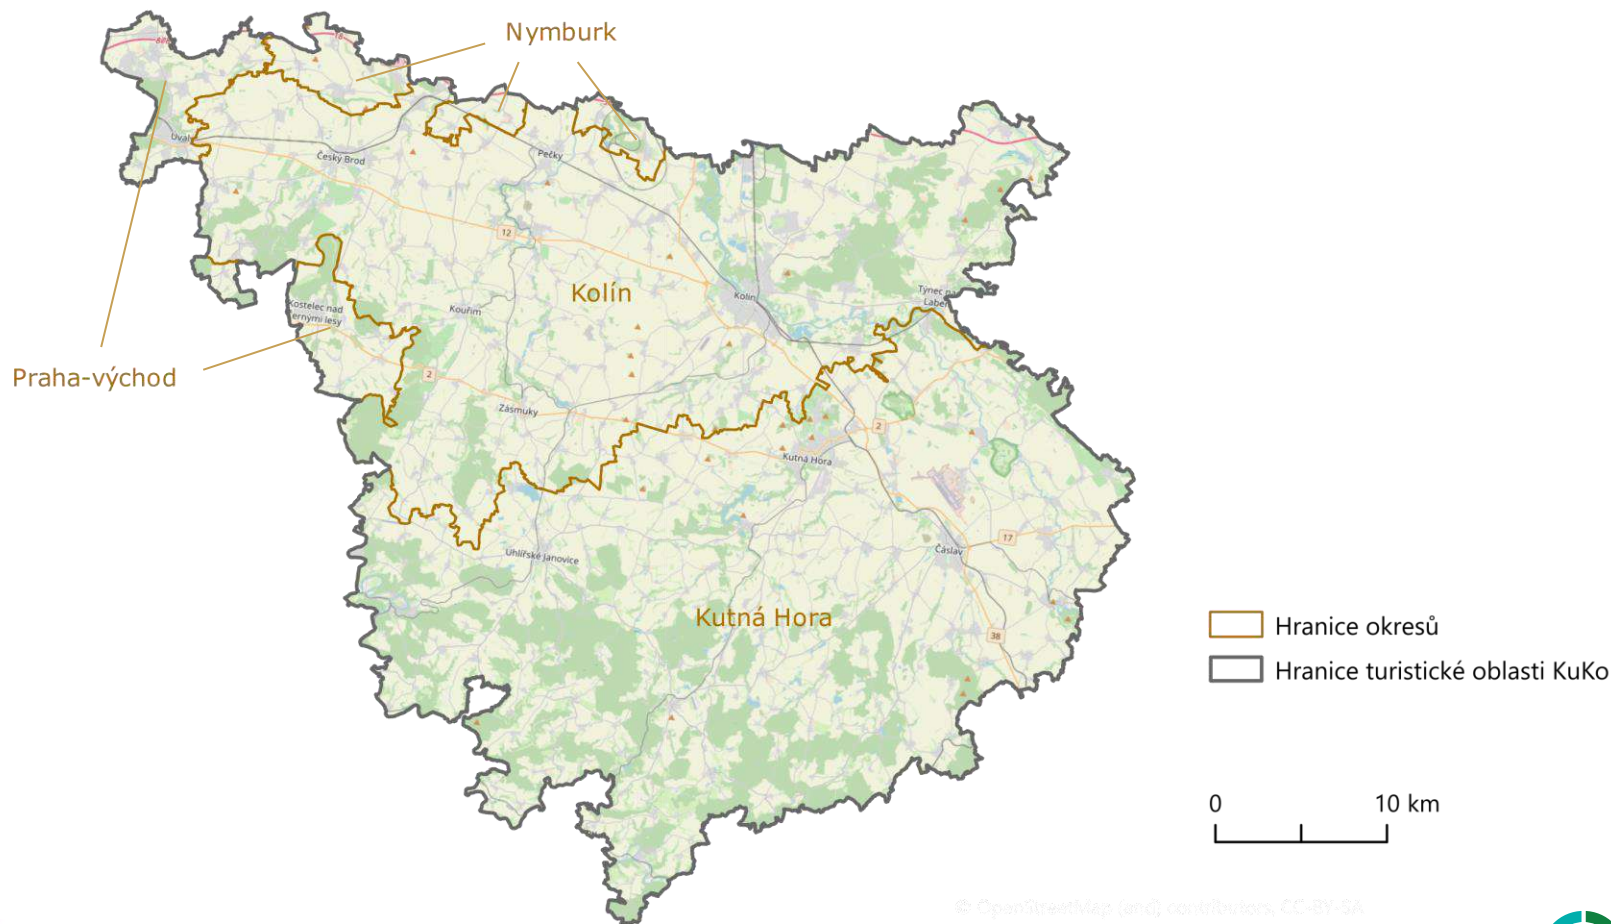 Nymburk
Úvaly
Český Brod
Pečky
12
Kolín
Kolín
Týnec na
Labem
Kostelec nad
černými lesy
Kouřim
Praha-východ
2
Zásmuky
2
Kutná Hora
17
Čáslav
Uhlířské Janovice
Kutná Hora
38
Hranice okresů
Hranice turistické oblasti KuKo
0 10 km
© OpenStreetMap (and) contributors, CC-BY-SA